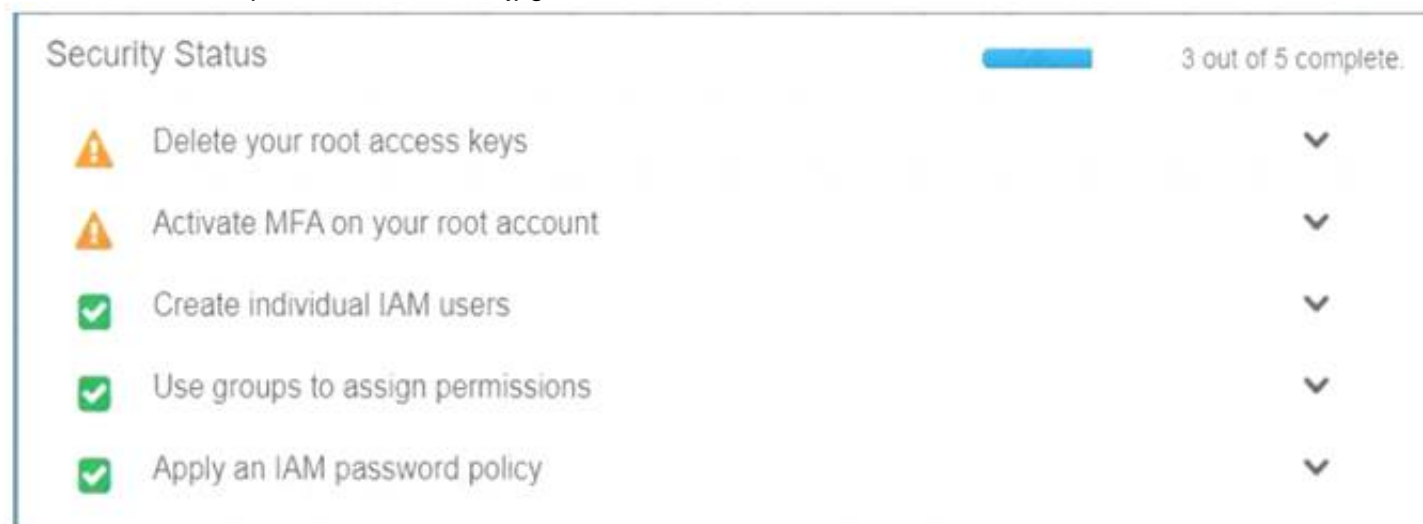 Security Status
3 out of 5 complete.
Delete your root access keys
Activate MFA on your root account
Create individual IAM users
Use groups to assign permissions
Apply an IAM password policy